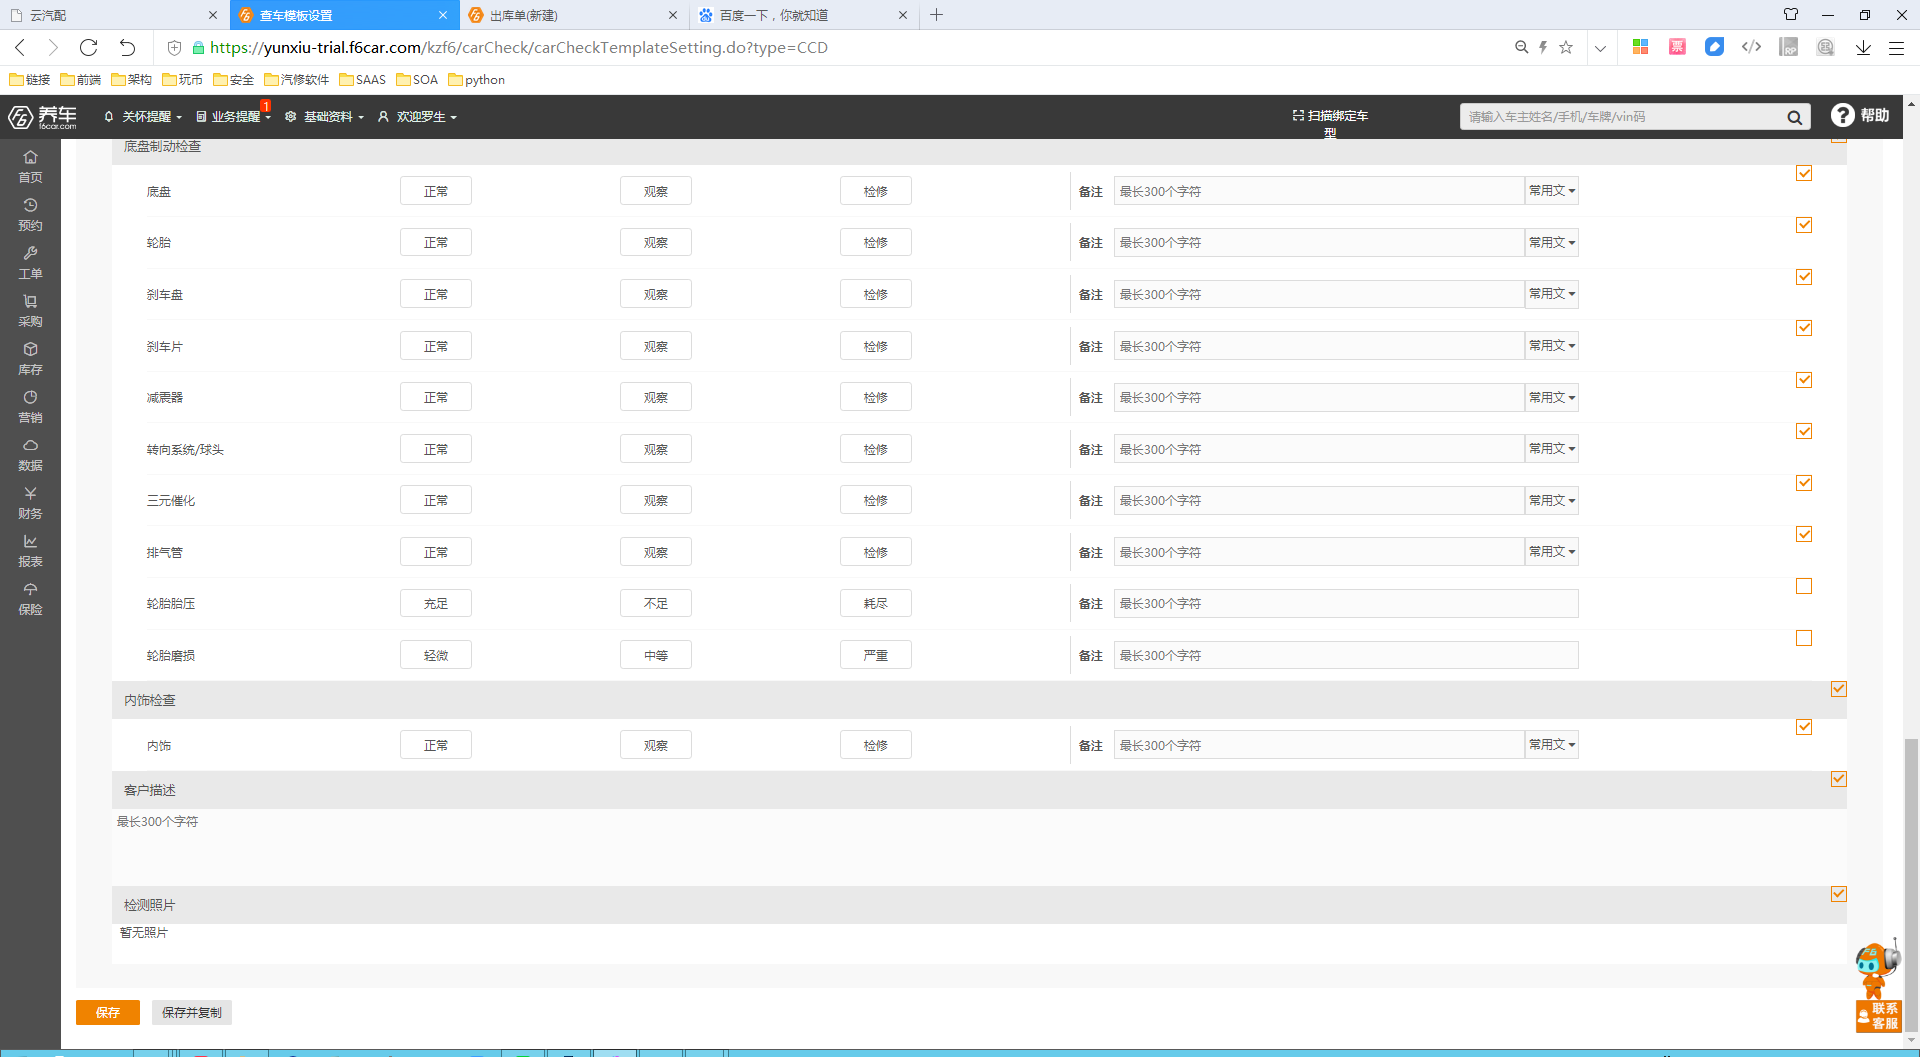 云汽配
查车模板设置
出库单(新建)
百度一下，你就知道
https://yunxiu-trial.f6car.com/kzf6/carCheck/carCheckTemplateSetting.do?type=CCD
链接 前端 架构 玩币 安全 汽修软件 SAAS SOA python
F6 养车
f6car.com
关怀提醒 业务提醒 1 基础资料 欢迎罗生
扫描绑定车
型
请输入车主姓名/手机/车牌/vin码
帮助
首页
预约
工单
采购
库存
营销
数据
财务
报表
保险
底盘制动检查
底盘 正常 观察 检修 备注 最长300个字符 常用文
轮胎 正常 观察 检修 备注 最长300个字符 常用文
刹车盘 正常 观察 检修 备注 最长300个字符 常用文
刹车片 正常 观察 检修 备注 最长300个字符 常用文
减震器 正常 观察 检修 备注 最长300个字符 常用文
转向系统/球头 正常 观察 检修 备注 最长300个字符 常用文
三元催化 正常 观察 检修 备注 最长300个字符 常用文
排气管 正常 观察 检修 备注 最长300个字符 常用文
轮胎胎压 充足 不足 耗尽 备注 最长300个字符
轮胎磨损 轻微 中等 严重 备注 最长300个字符
内饰检查
内饰 正常 观察 检修 备注 最长300个字符 常用文
客户描述
最长300个字符
检测照片
暂无照片
保存 保存并复制
联系
客服
票
RP